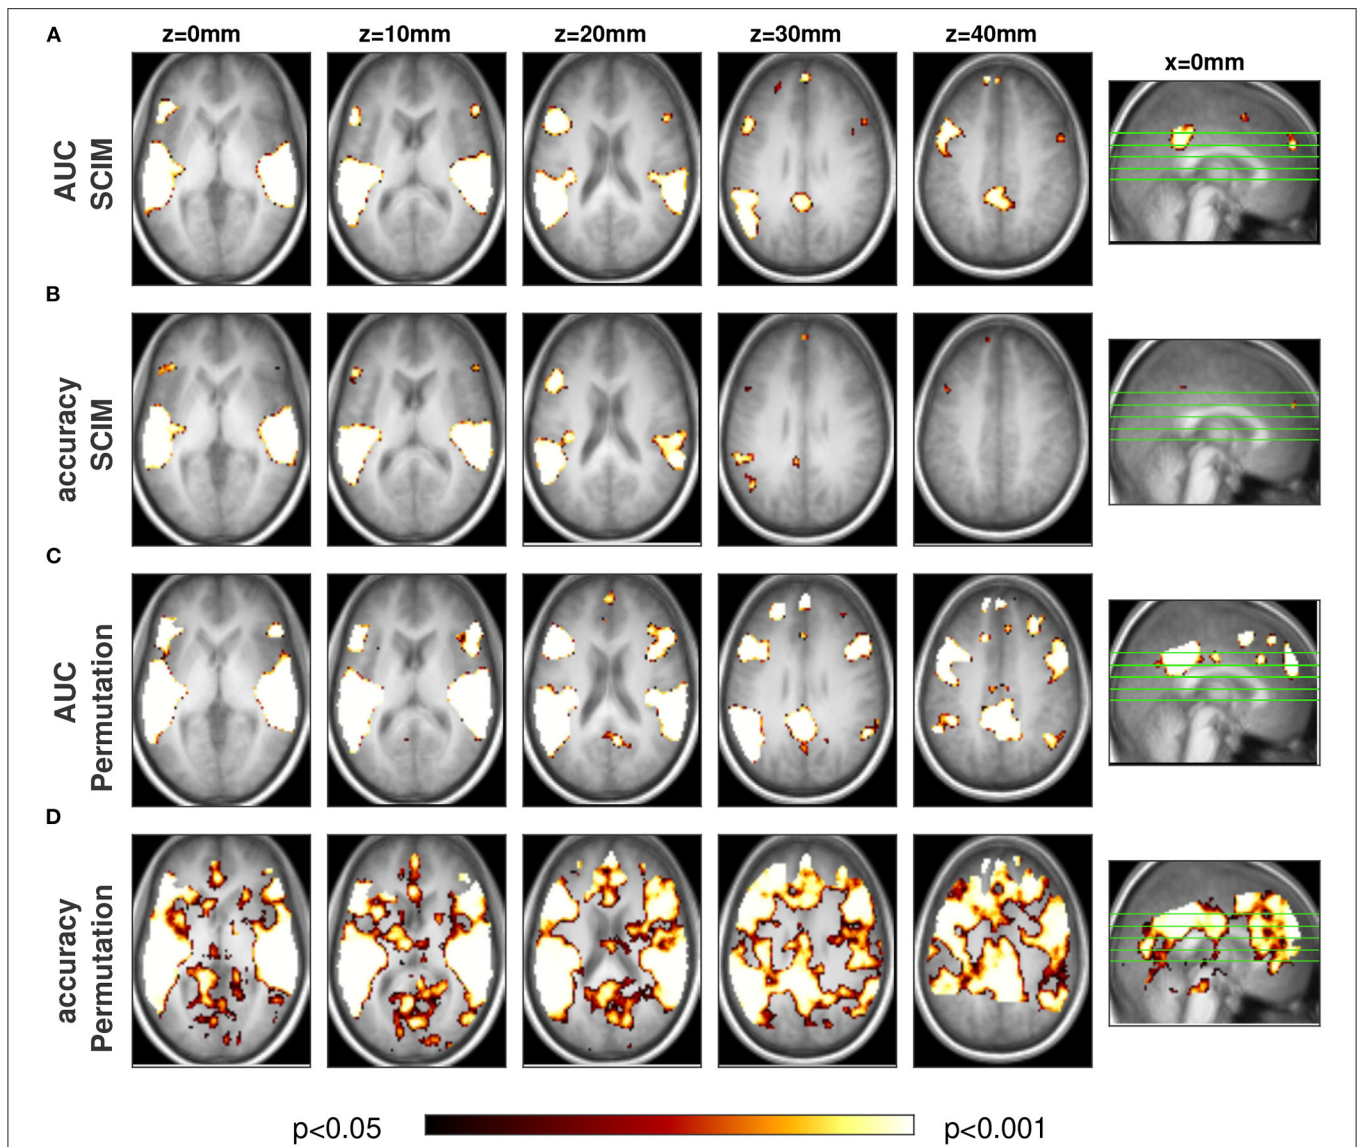 A
z=0mm
z=10mm
z=20mm
z=30mm
z=40mm
x=0mm
AUC
SCIM
B
accuracy
SCIM
C
AUC
Permutation
D
accuracy
Permutation
p<0.05
p<0.001